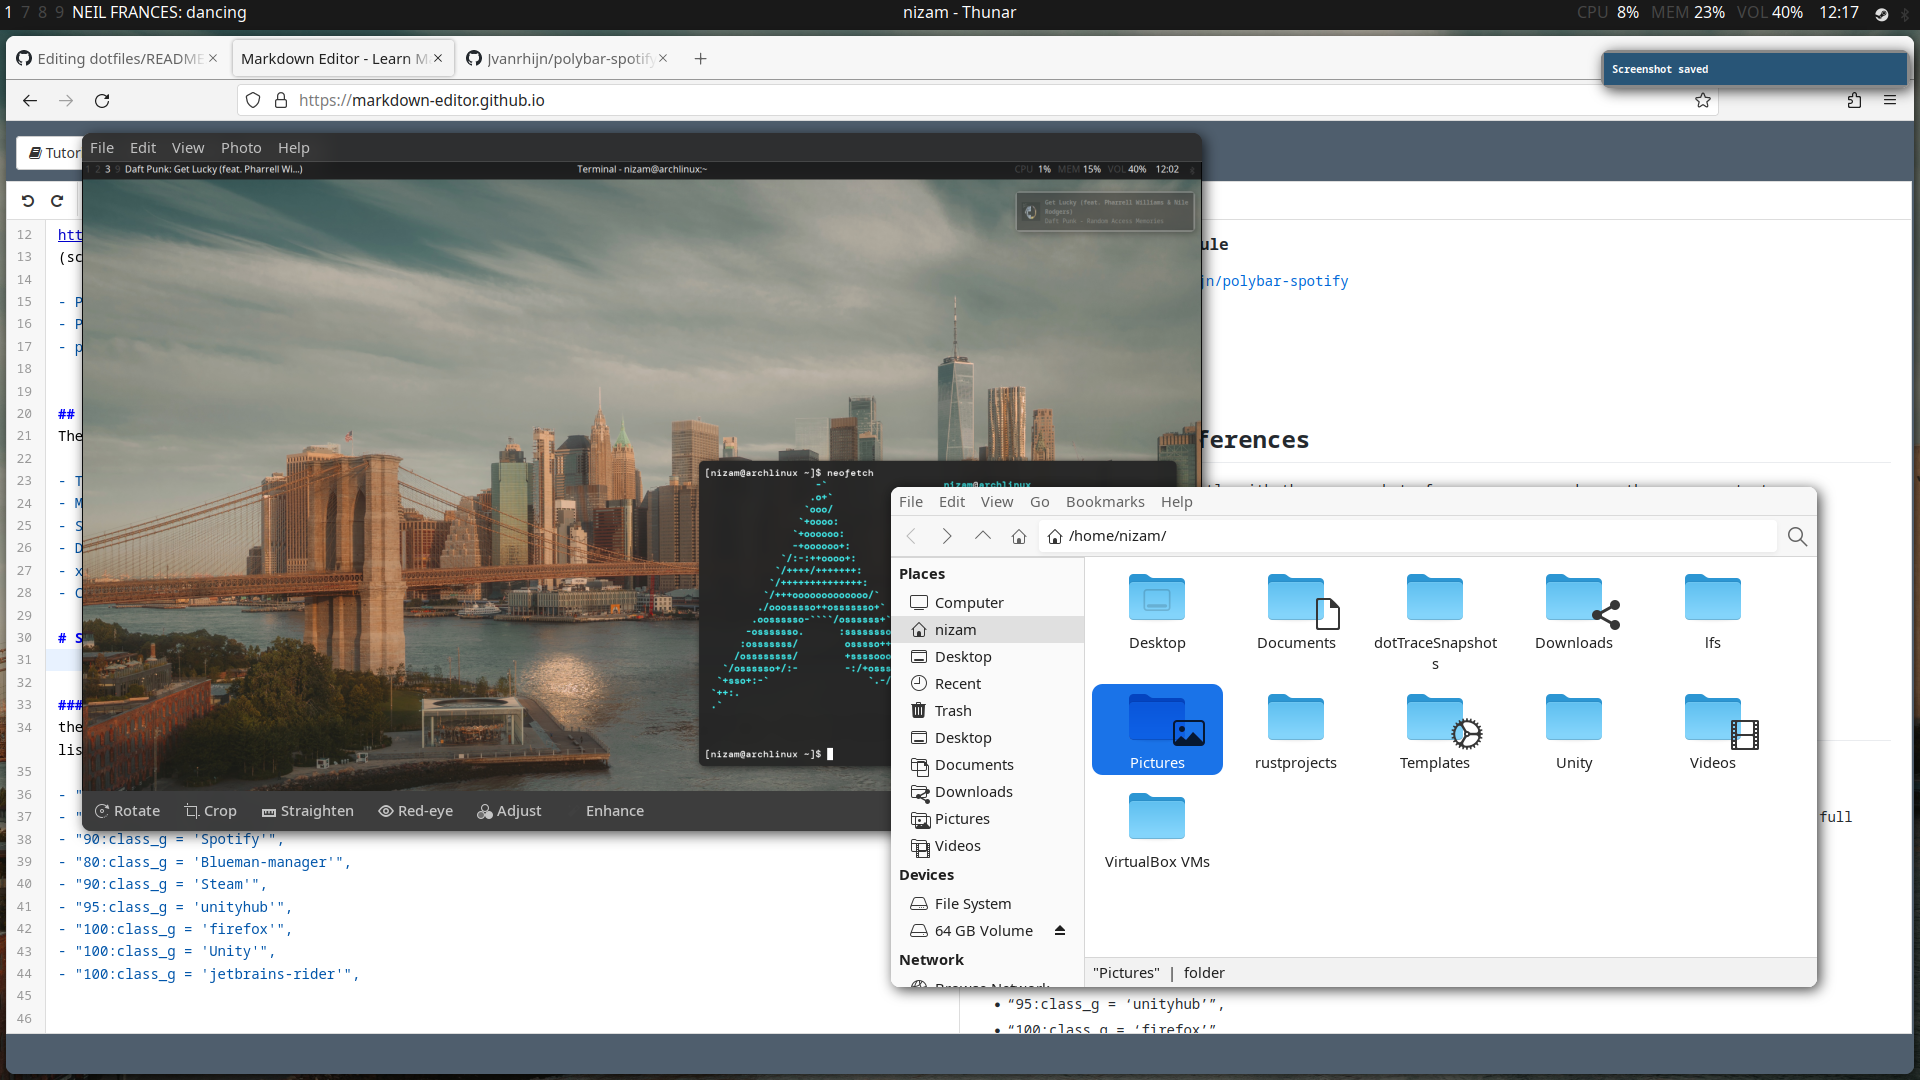 1 7 8 9 NEIL FRANCES: dancing
nizam - Thunar
CPU 8% MEM 23% VOL 40% 12:17
Editing dotfiles/README
Markdown Editor - Learn M
Jvanrhijn/polybar-spotify
Screenshot saved
https://markdown-editor.github.io
Tutor
File Edit View Photo Help
1 2 3 9 Daft Punk: Get Lucky (feat. Pharrell Wi...)
Terminal - nizam@archlinux:~
CPU 1% MEM 15% VOL 40% 12:02
Get Lucky (feat. Pharrell Williams & Nile
Rodgers)
Daft Punk - Random Access Memories
12 htt
13 (sc
14
15 - P
16 - P
17 - p
18
19
20 ##
21 The
22
23 - T
24 - M
25 - S
26 - D
27 - x
28 - C
29
30 # S
31
32
33 ###
34 the
lis
35
36 - "
37 - "
38 - "90:class_g = 'Spotify'",
39 - "80:class_g = 'Blueman-manager'",
40 - "90:class_g = 'Steam'",
41 - "95:class_g = 'unityhub'",
42 - "100:class_g = 'firefox'",
43 - "100:class_g = 'Unity'",
44 - "100:class_g = 'jetbrains-rider'",
45
46
ule
jn/polybar-spotify
ferences
[nizam@archlinux ~]$ neofetch
nizam@archlinux
[nizam@archlinux ~]$
Rotate Crop Straighten Red-eye Adjust Enhance
File Edit View Go Bookmarks Help
/home/nizam/
Places
Computer
nizam
Desktop
Recent
Trash
Desktop
Documents
Downloads
Pictures
Videos
Devices
File System
64 GB Volume
Network
Browse Network
Desktop
Documents
dotTraceSnapshot
s
Downloads
lfs
Pictures
rustprojects
Templates
Unity
Videos
VirtualBox VMs
"Pictures" | folder
full
• “95:class_g = ‘unityhub’”,
• “100:class_g = ‘firefox’”